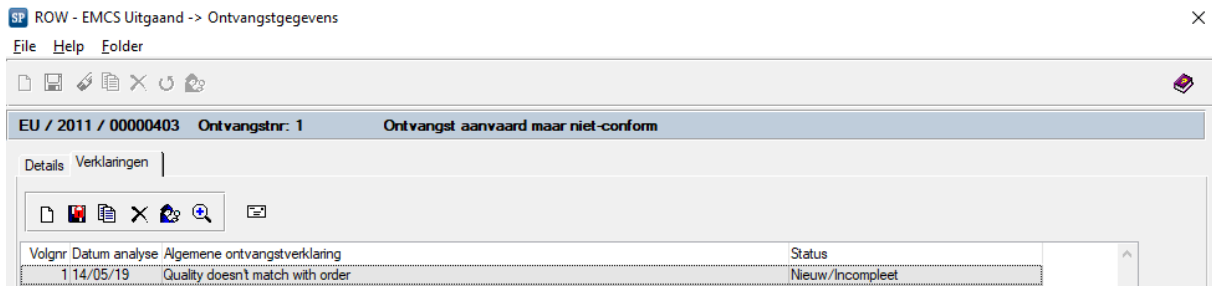 SP ROW - EMCS Uitgaand -> Ontvangstgegevens
File Help Folder
EU / 2011 / 00000403 Ontvangstnr: 1 Ontvangst aanvaard maar niet-conform
Details Verklaringen
Volgnr Datum analyse Algemene ontvangstverklaring Status
1 14/05/19 Quality doesn't match with order Nieuw/Incompleet